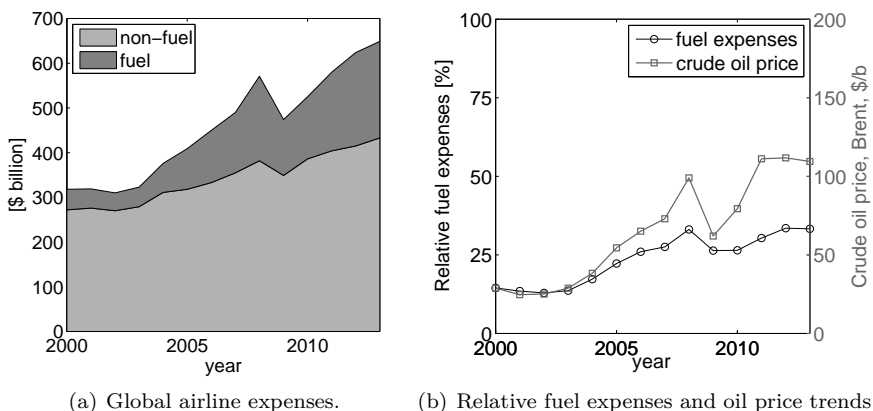 700
600
500
400
300
200
100
0
[$ billion]
non−fuel
fuel
2000
2005
2010
year
(a) Global airline expenses.
100
75
50
25
0
Relative fuel expenses [%]
fuel expenses
crude oil price
200
150
100
50
0
Crude oil price, Brent, $/b
2000
2005
2010
year
(b) Relative fuel expenses and oil price trends